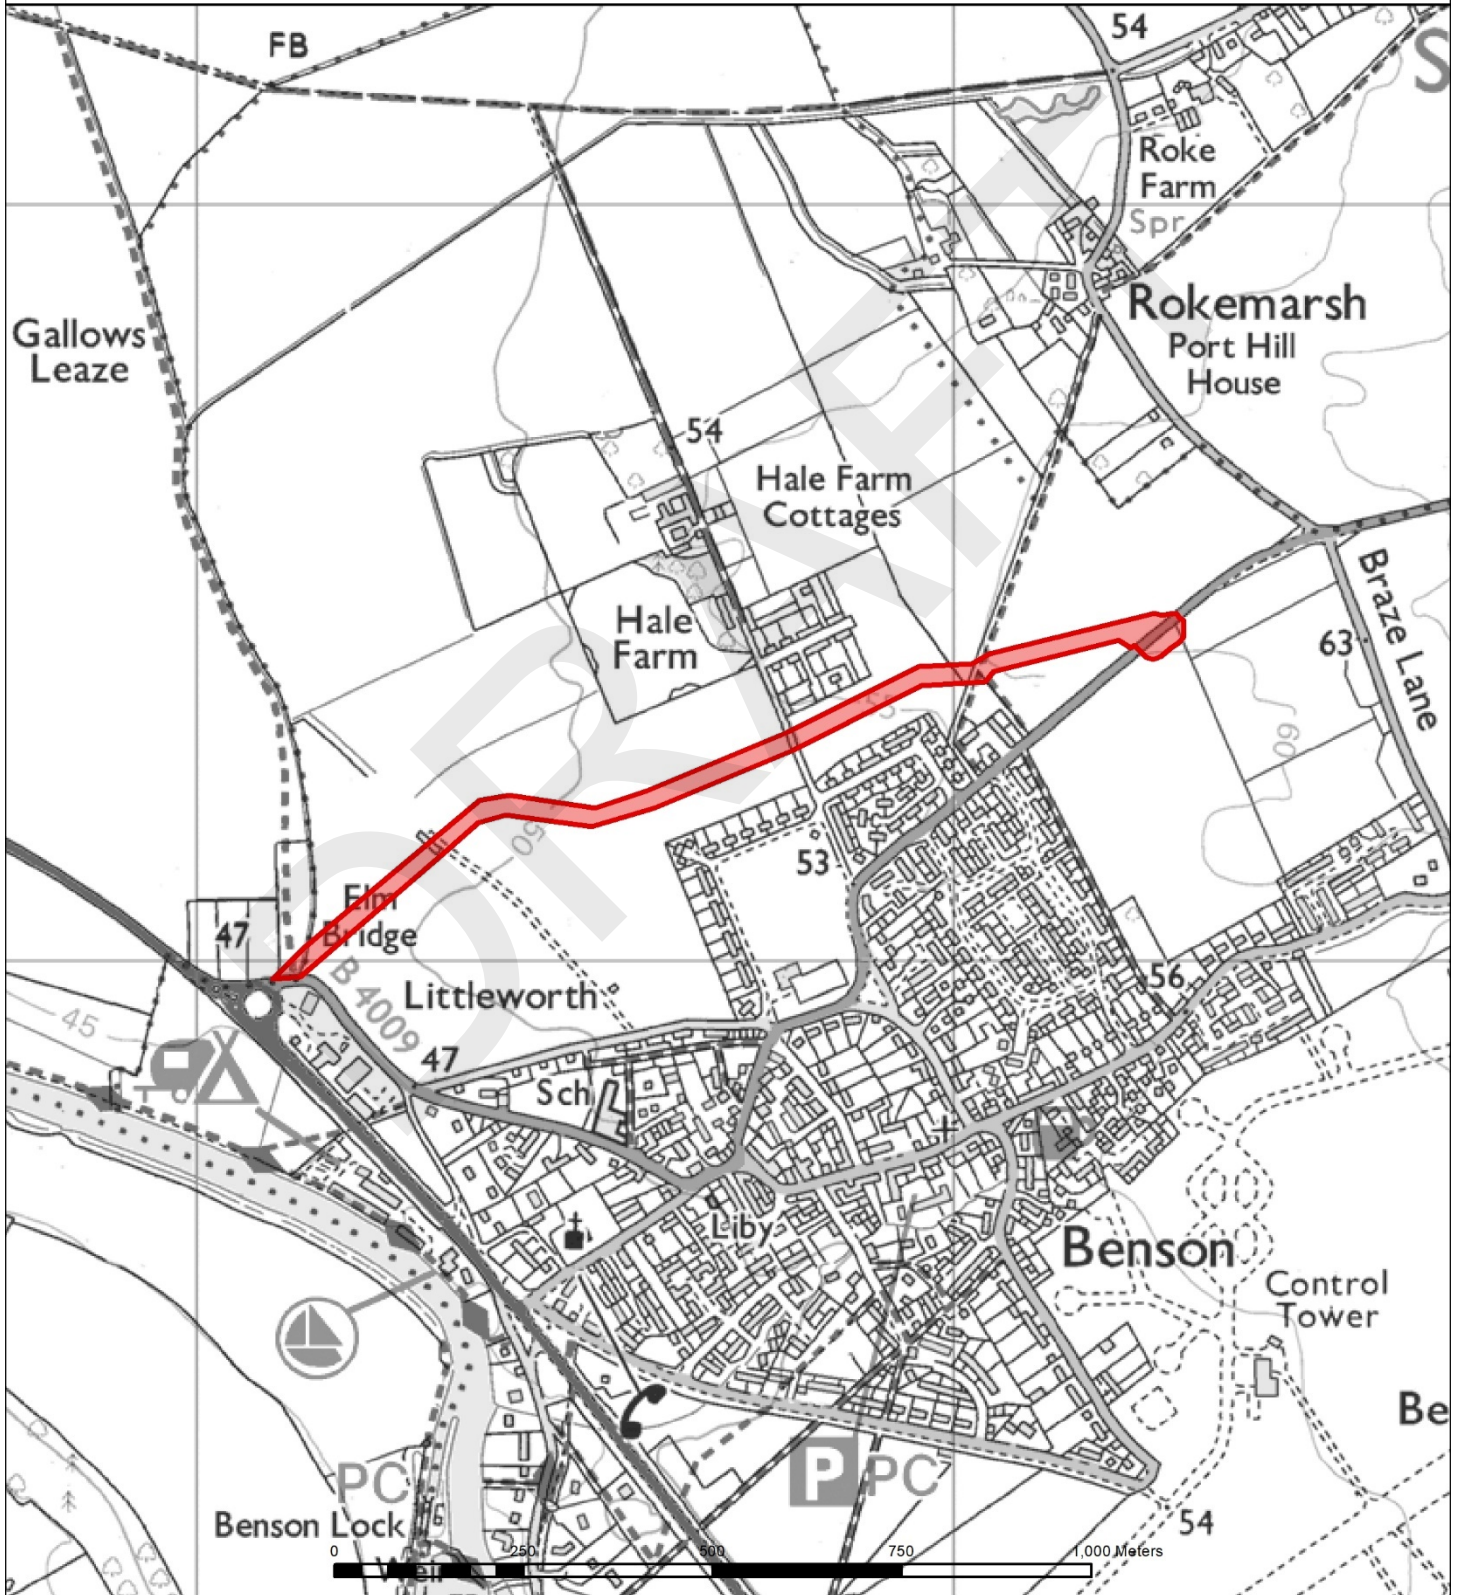 54
FB
S
Roke
Farm
Spr
Rokemarsh
Gallows
Leaze
Port Hill
House
54
Hale Farm
Cottages
Braze Lane
Hale
Farm
63
55
60
50
53
Elm
Bridge
47
B 4009
56
Littleworth
45
47
Sch
Liby
Benson
Control
Tower
Be
P PC
PC
54
Benson Lock
Weir
0 250 500 750 1,000 Meters
DRAFT